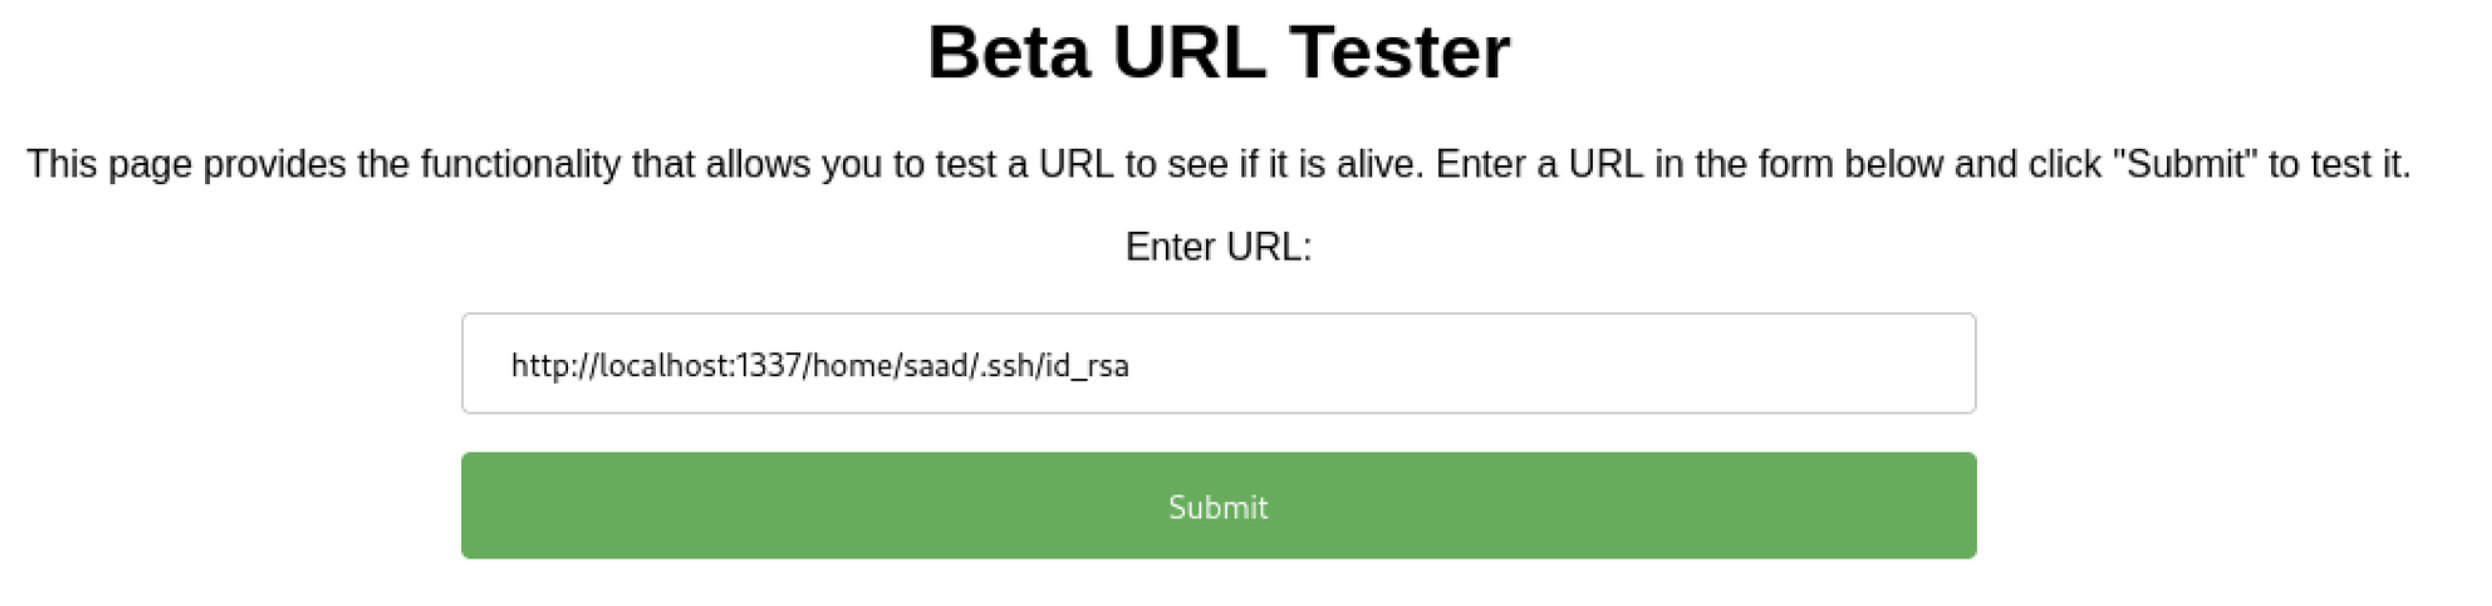 Beta URL Tester
This page provides the functionality that allows you to test a URL to see if it is alive. Enter a URL in the form below and click "Submit" to test it.
Enter URL:
http://localhost:1337/home/saad/.ssh/id_rsa
Submit